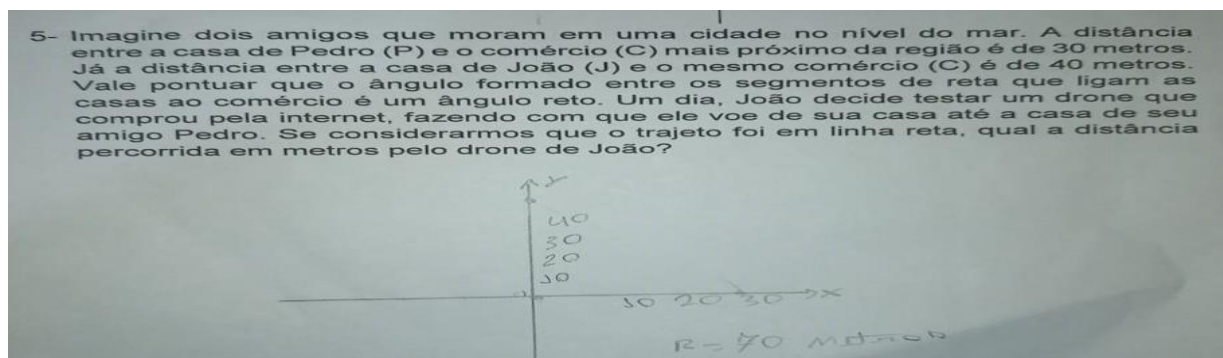 5- Imagine dois amigos que moram em uma cidade no nível do mar. A distância
entre a casa de Pedro (P) e o comércio (C) mais próximo da região é de 30 metros.
Já a distância entre a casa de João (J) e o mesmo comércio (C) é de 40 metros.
Vale pontuar que o ângulo formado entre os segmentos de reta que ligam as
casas ao comércio é um ângulo reto. Um dia, João decide testar um drone que
comprou pela internet, fazendo com que ele voe de sua casa até a casa de seu
amigo Pedro. Se considerarmos que o trajeto foi em linha reta, qual a distância
percorrida em metros pelo drone de João?
Y
40
30
20
10
10 20 30 X
R = 70 metros